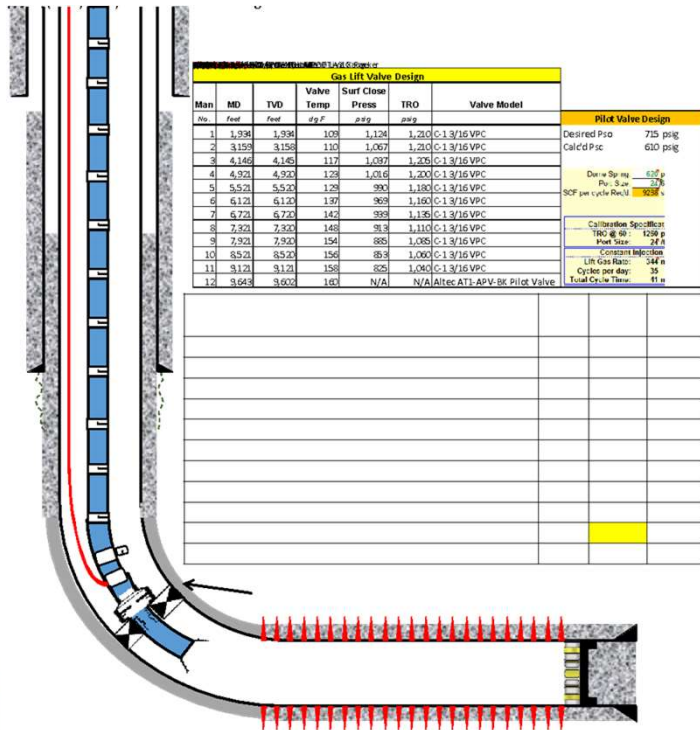 Gas Lift Valve Design
Man MD TVD Valve Temp Surf Close Press TRO Valve Model
No. feet feet dg F psig psig
1 1,934 1,934 109 1,124 1,210 C-1 3/16 VPC
2 3,159 3,158 110 1,067 1,210 C-1 3/16 VPC
3 4,146 4,145 117 1,037 1,205 C-1 3/16 VPC
4 4,921 4,920 123 1,016 1,200 C-1 3/16 VPC
5 5,521 5,520 129 990 1,180 C-1 3/16 VPC
6 6,121 6,120 137 969 1,160 C-1 3/16 VPC
7 6,721 6,720 142 939 1,135 C-1 3/16 VPC
8 7,321 7,320 148 913 1,110 C-1 3/16 VPC
9 7,921 7,920 154 885 1,085 C-1 3/16 VPC
10 8,521 8,520 156 853 1,060 C-1 3/16 VPC
11 9,121 9,121 158 825 1,040 C-1 3/16 VPC
12 9,643 9,602 160 N/A N/A Altec AT1-APV-BK Pilot Valve
Pilot Valve Design
Desired Pso 715 psig
Calc'd Psc 610 psig
Dome Spring
Port Size
SCF per cycle Req'd
Calibration Specificat
TRO @ 60 : 1260 p
Port Size: 24
Constant Injection
Lift Gas Rate: 344
Cycles per day: 35
Total Cycle Time: 41